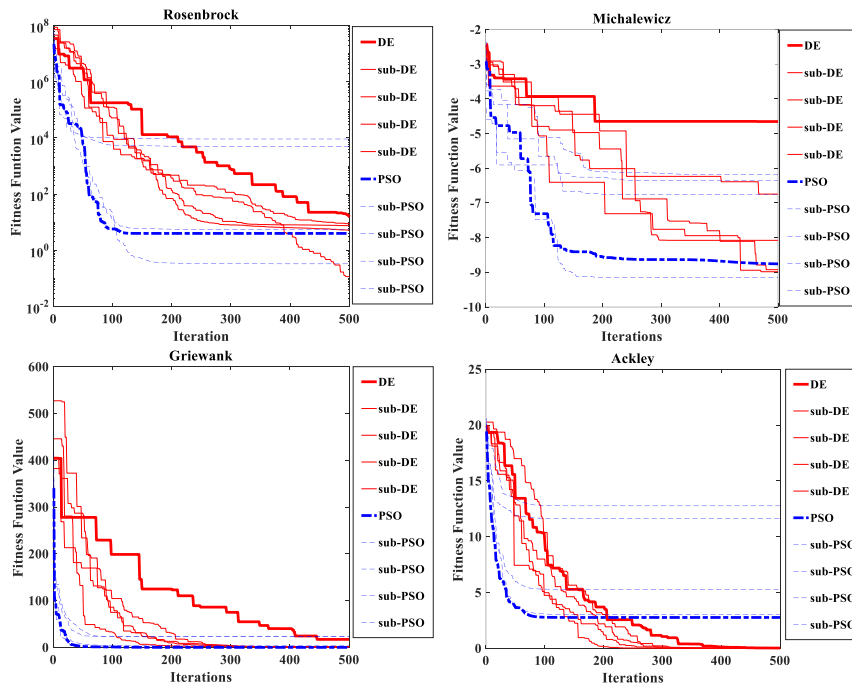 Rosenbrock
Fitness Funtion Value
10^8
10^6
10^4
10^2
10^0
10^-2
0 100 200 300 400 500
Iteration
DE
sub-DE
sub-DE
sub-DE
sub-DE
PSO
sub-PSO
sub-PSO
sub-PSO
sub-PSO
Michalewicz
Fitness Function Value
-2
-3
-4
-5
-6
-7
-8
-9
-10
0 100 200 300 400 500
Iterations
DE
sub-DE
sub-DE
sub-DE
sub-DE
PSO
sub-PSO
sub-PSO
sub-PSO
sub-PSO
Griewank
Fitness Function Value
600
500
400
300
200
100
0
0 100 200 300 400 500
Iterations
DE
sub-DE
sub-DE
sub-DE
sub-DE
PSO
sub-PSO
sub-PSO
sub-PSO
sub-PSO
Ackley
Fitness Function Value
25
20
15
10
5
0
0 100 200 300 400 500
Iterations
DE
sub-DE
sub-DE
sub-DE
sub-DE
PSO
sub-PSO
sub-PSO
sub-PSO
sub-PSO